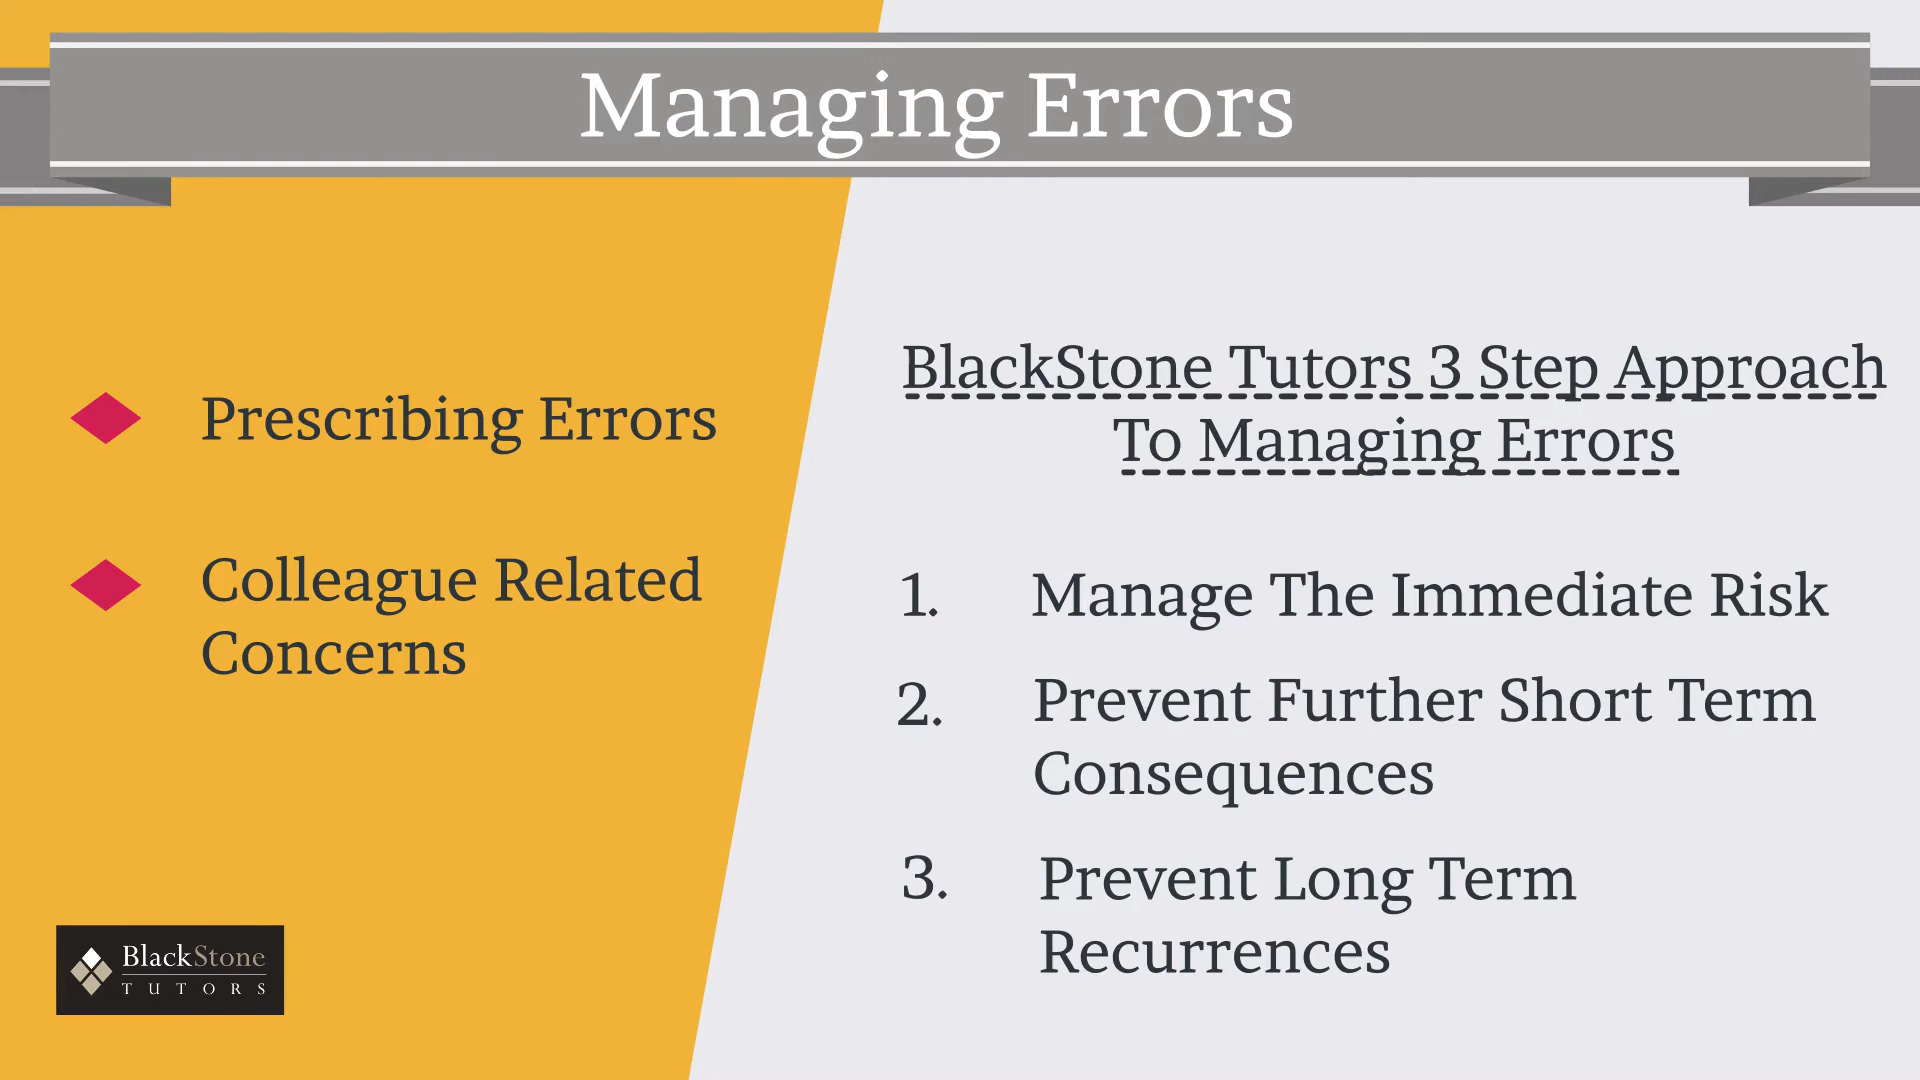 Managing Errors
Prescribing Errors
Colleague Related
Concerns
BlackStone Tutors 3 Step Approach
To Managing Errors
1. Manage The Immediate Risk
2. Prevent Further Short Term
Consequences
3. Prevent Long Term
Recurrences
BlackStone
TUTORS